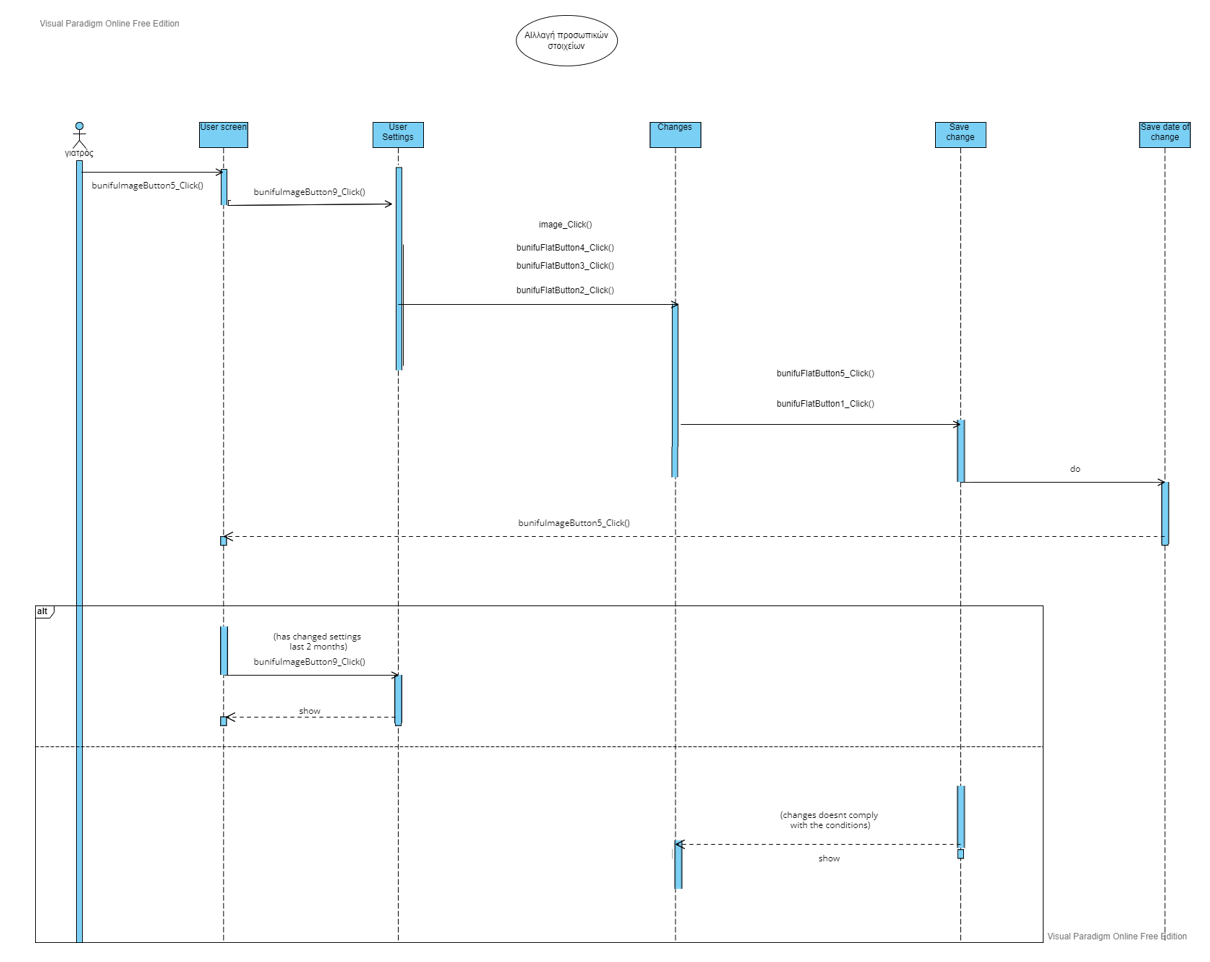 Visual Paradigm Online Free Edition
Αλλαγή προσωπικών
στοιχείων
γιατρός
User screen
User
Settings
Changes
Save
change
Save date of
change
bunifuImageButton5_Click()
bunifuImageButton9_Click()
image_Click()
bunifuFlatButton4_Click()
bunifuFlatButton3_Click()
bunifuFlatButton2_Click()
bunifuFlatButton5_Click()
bunifuFlatButton1_Click()
do
bunifuImageButton5_Click()
alt
(has changed settings
last 2 months)
bunifuImageButton9_Click()
show
(changes doesnt comply
with the conditions)
show
Visual Paradigm Online Free Edition